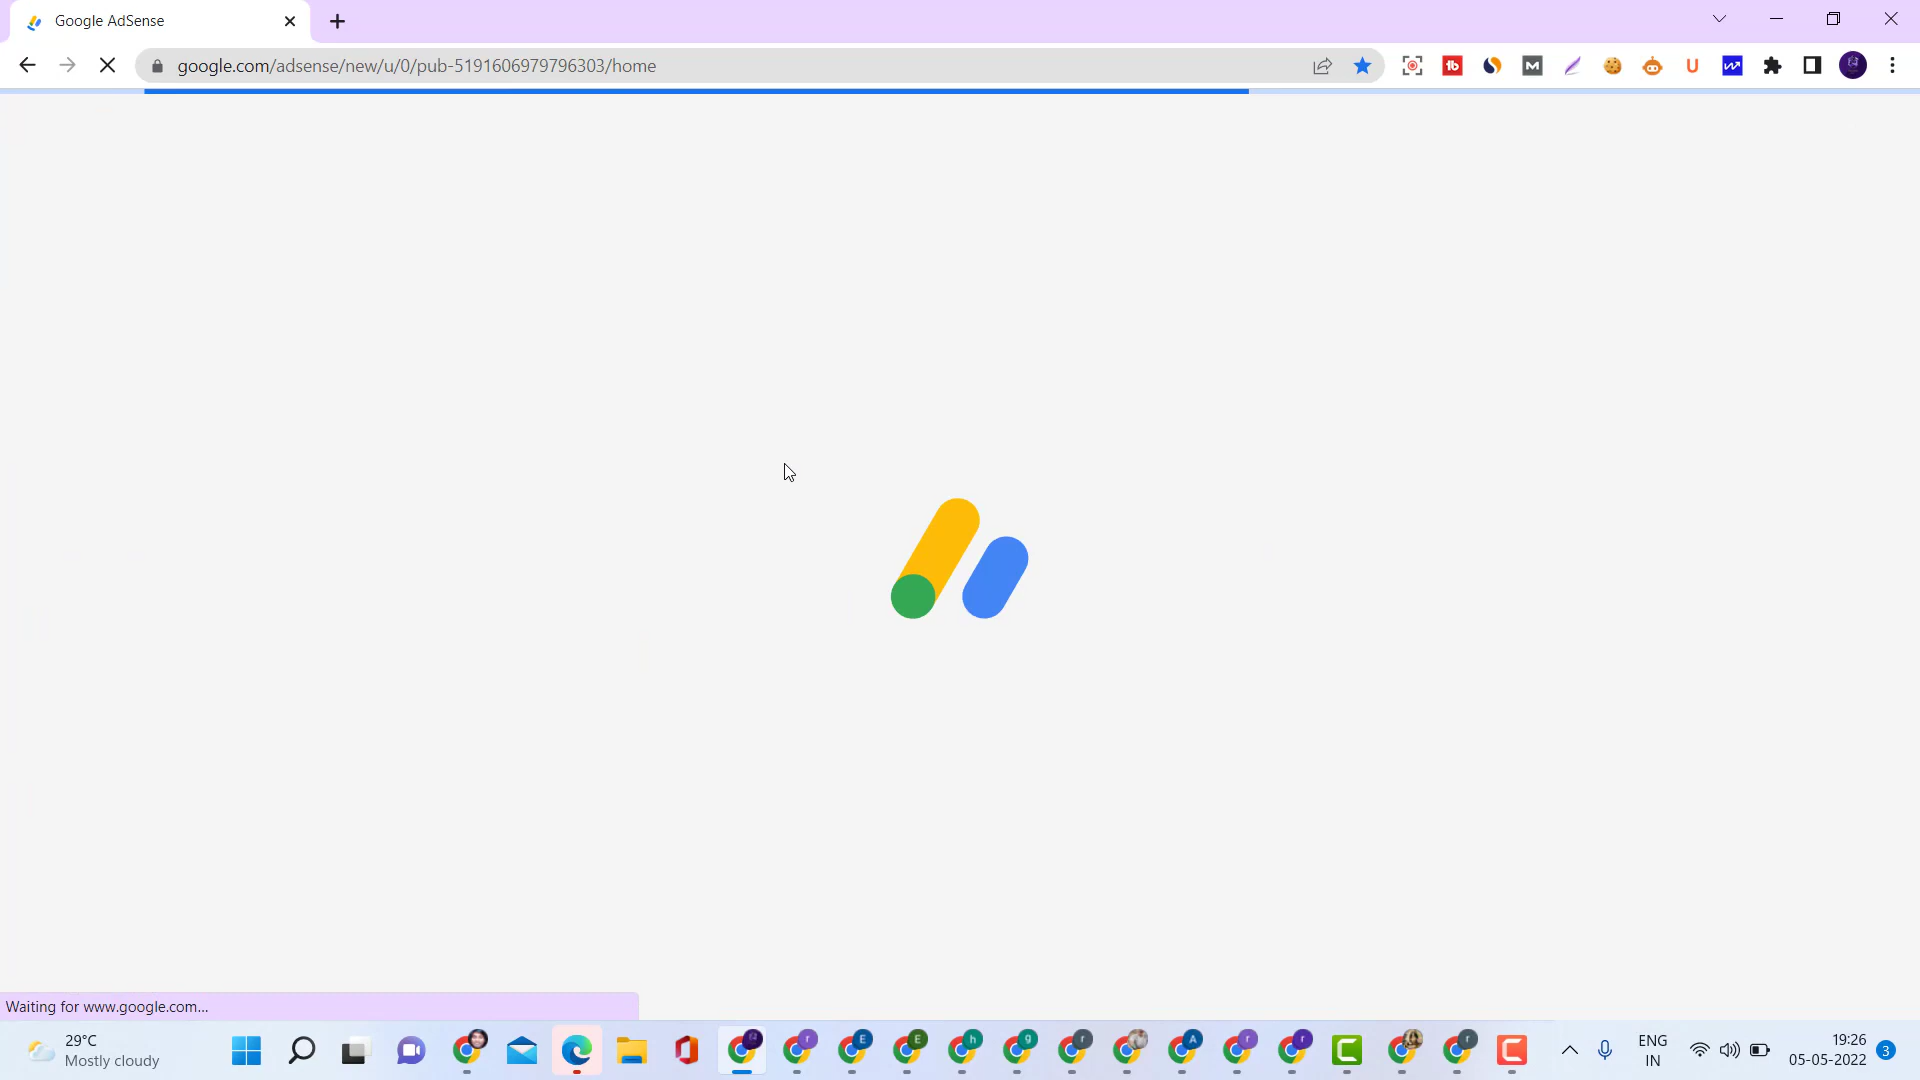 Google AdSense
google.com/adsense/new/u/0/pub-5191606979796303/home
Waiting for www.google.com...
29°C
Mostly cloudy
ENG
IN
19:26
05-05-2022
3